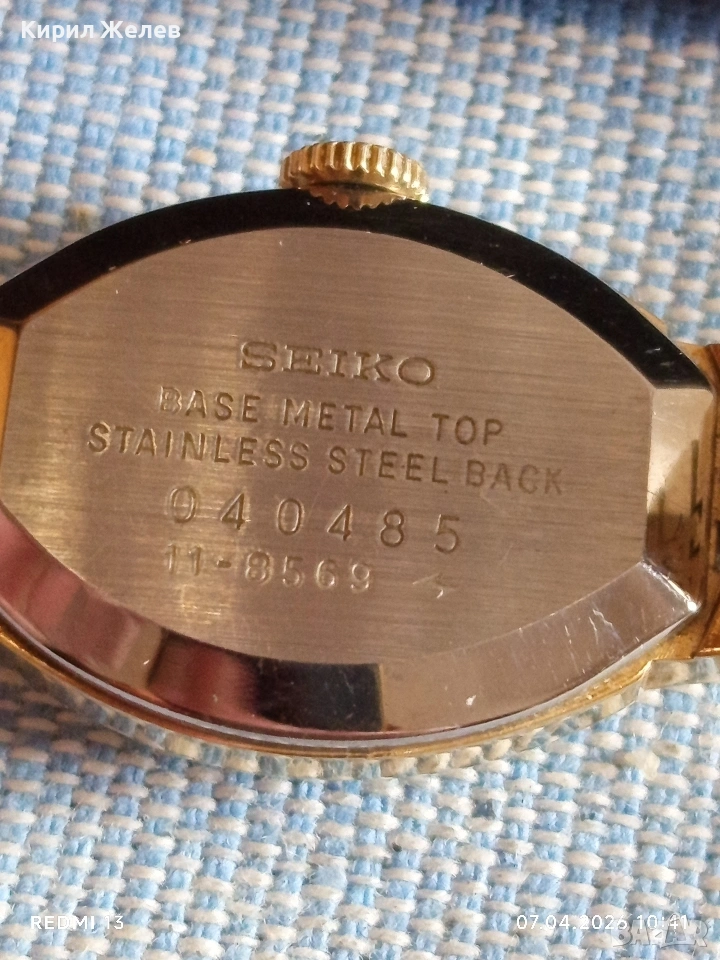 Кирил Желев
SEIKO
BASE METAL TOP
STAINLESS STEEL BACK
040485
11-8569
REDMI 13
07.04.2026 10:41
BAZAR